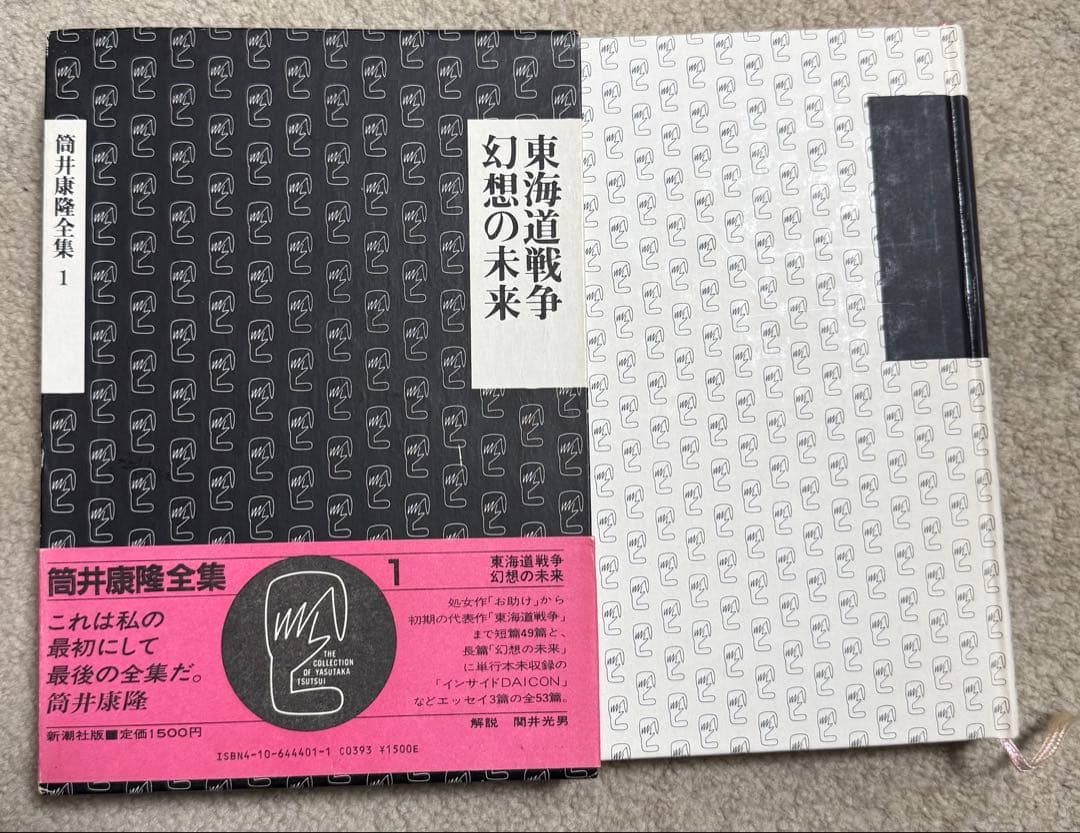 東海道戦争
幻想の未来
筒井康隆全集 1
筒井康隆全集
これは私の
最初にして
最後の全集だ。
筒井康隆
新潮社版■定価1500円
THE
COLLECTION
OF YASUTAKA
TSUTSUI
1
東海道戦争
幻想の未来
処女作「お助け」から
初期の代表作「東海道戦争」
まで短篇49篇と、
長篇「幻想の未来」
に単行本未収録の
「インサイドDAICON」
などエッセイ3篇の全53篇。
解説 関井光男
ISBN4-10-644401-1 C0393 ¥1500E